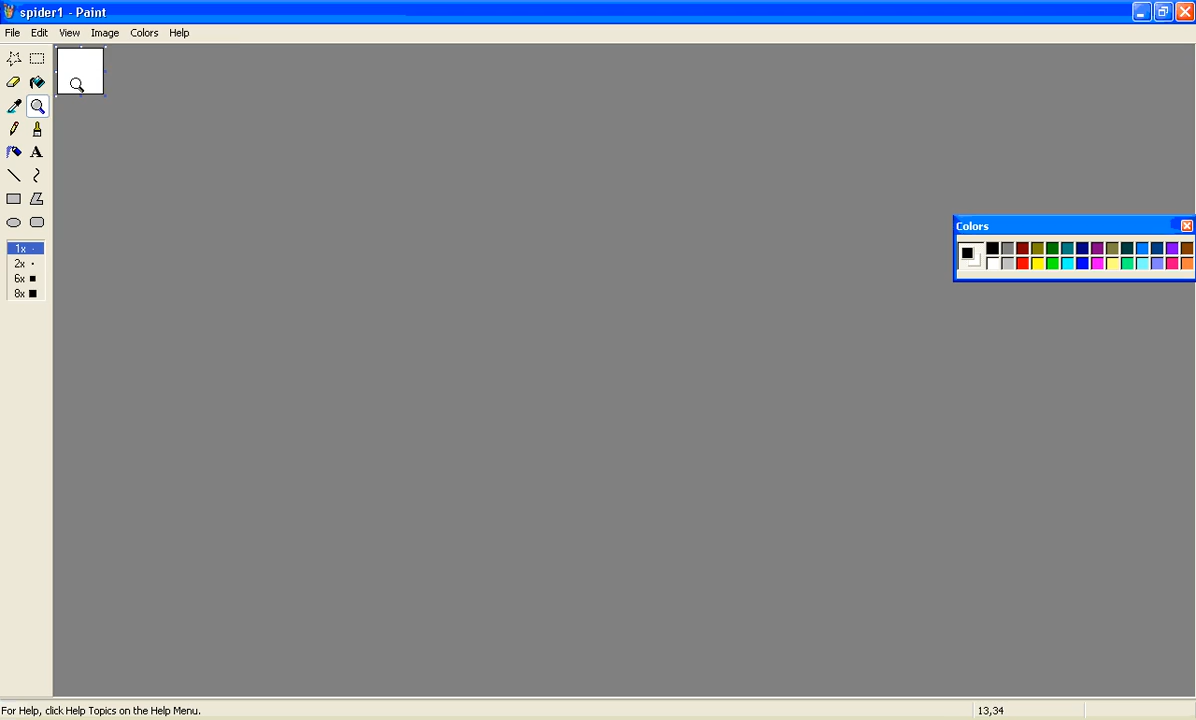 spider1 - Paint
File Edit View Image Colors Help
A
1x
2x
6x
8x
Colors
For Help, click Help Topics on the Help Menu.
13,34